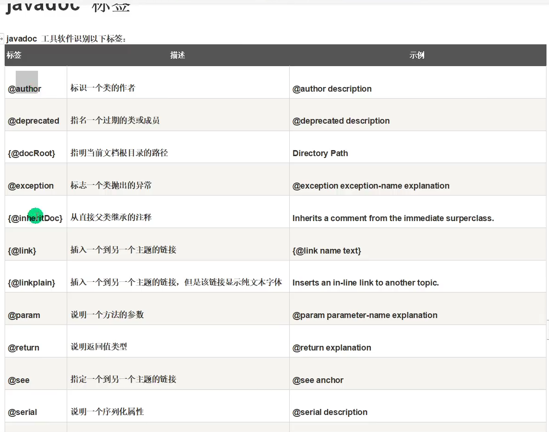 javadoc 标签
javadoc 工具软件识别以下标签：
标签 描述 示例
@author 标识一个类的作者 @author description
@deprecated 指名一个过期的类或成员 @deprecated description
{@docRoot} 指明当前文档根目录的路径 Directory Path
@exception 标志一个类抛出的异常 @exception exception-name explanation
{@inheritDoc} 从直接父类继承的注释 Inherits a comment from the immediate surperclass.
{@link} 插入一个到另一个主题的链接 {@link name text}
{@linkplain} 插入一个到另一个主题的链接，但是该链接显示纯文本字体 Inserts an in-line link to another topic.
@param 说明一个方法的参数 @param parameter-name explanation
@return 说明返回值类型 @return explanation
@see 指定一个到另一个主题的链接 @see anchor
@serial 说明一个序列化属性 @serial description